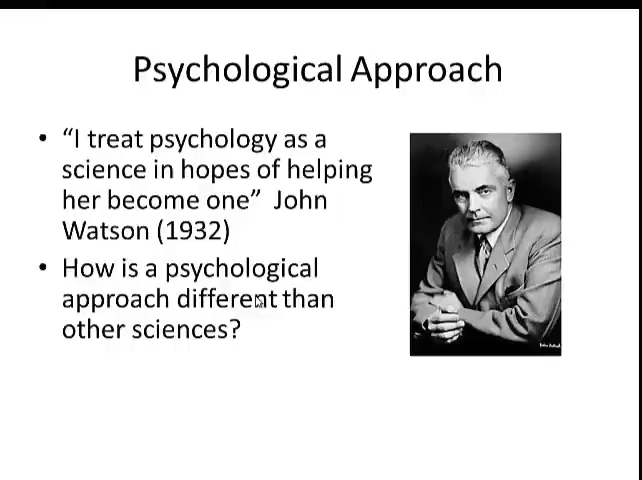 Psychological Approach
• “I treat psychology as a
science in hopes of helping
her become one” John
Watson (1932)
• How is a psychological
approach different than
other sciences?